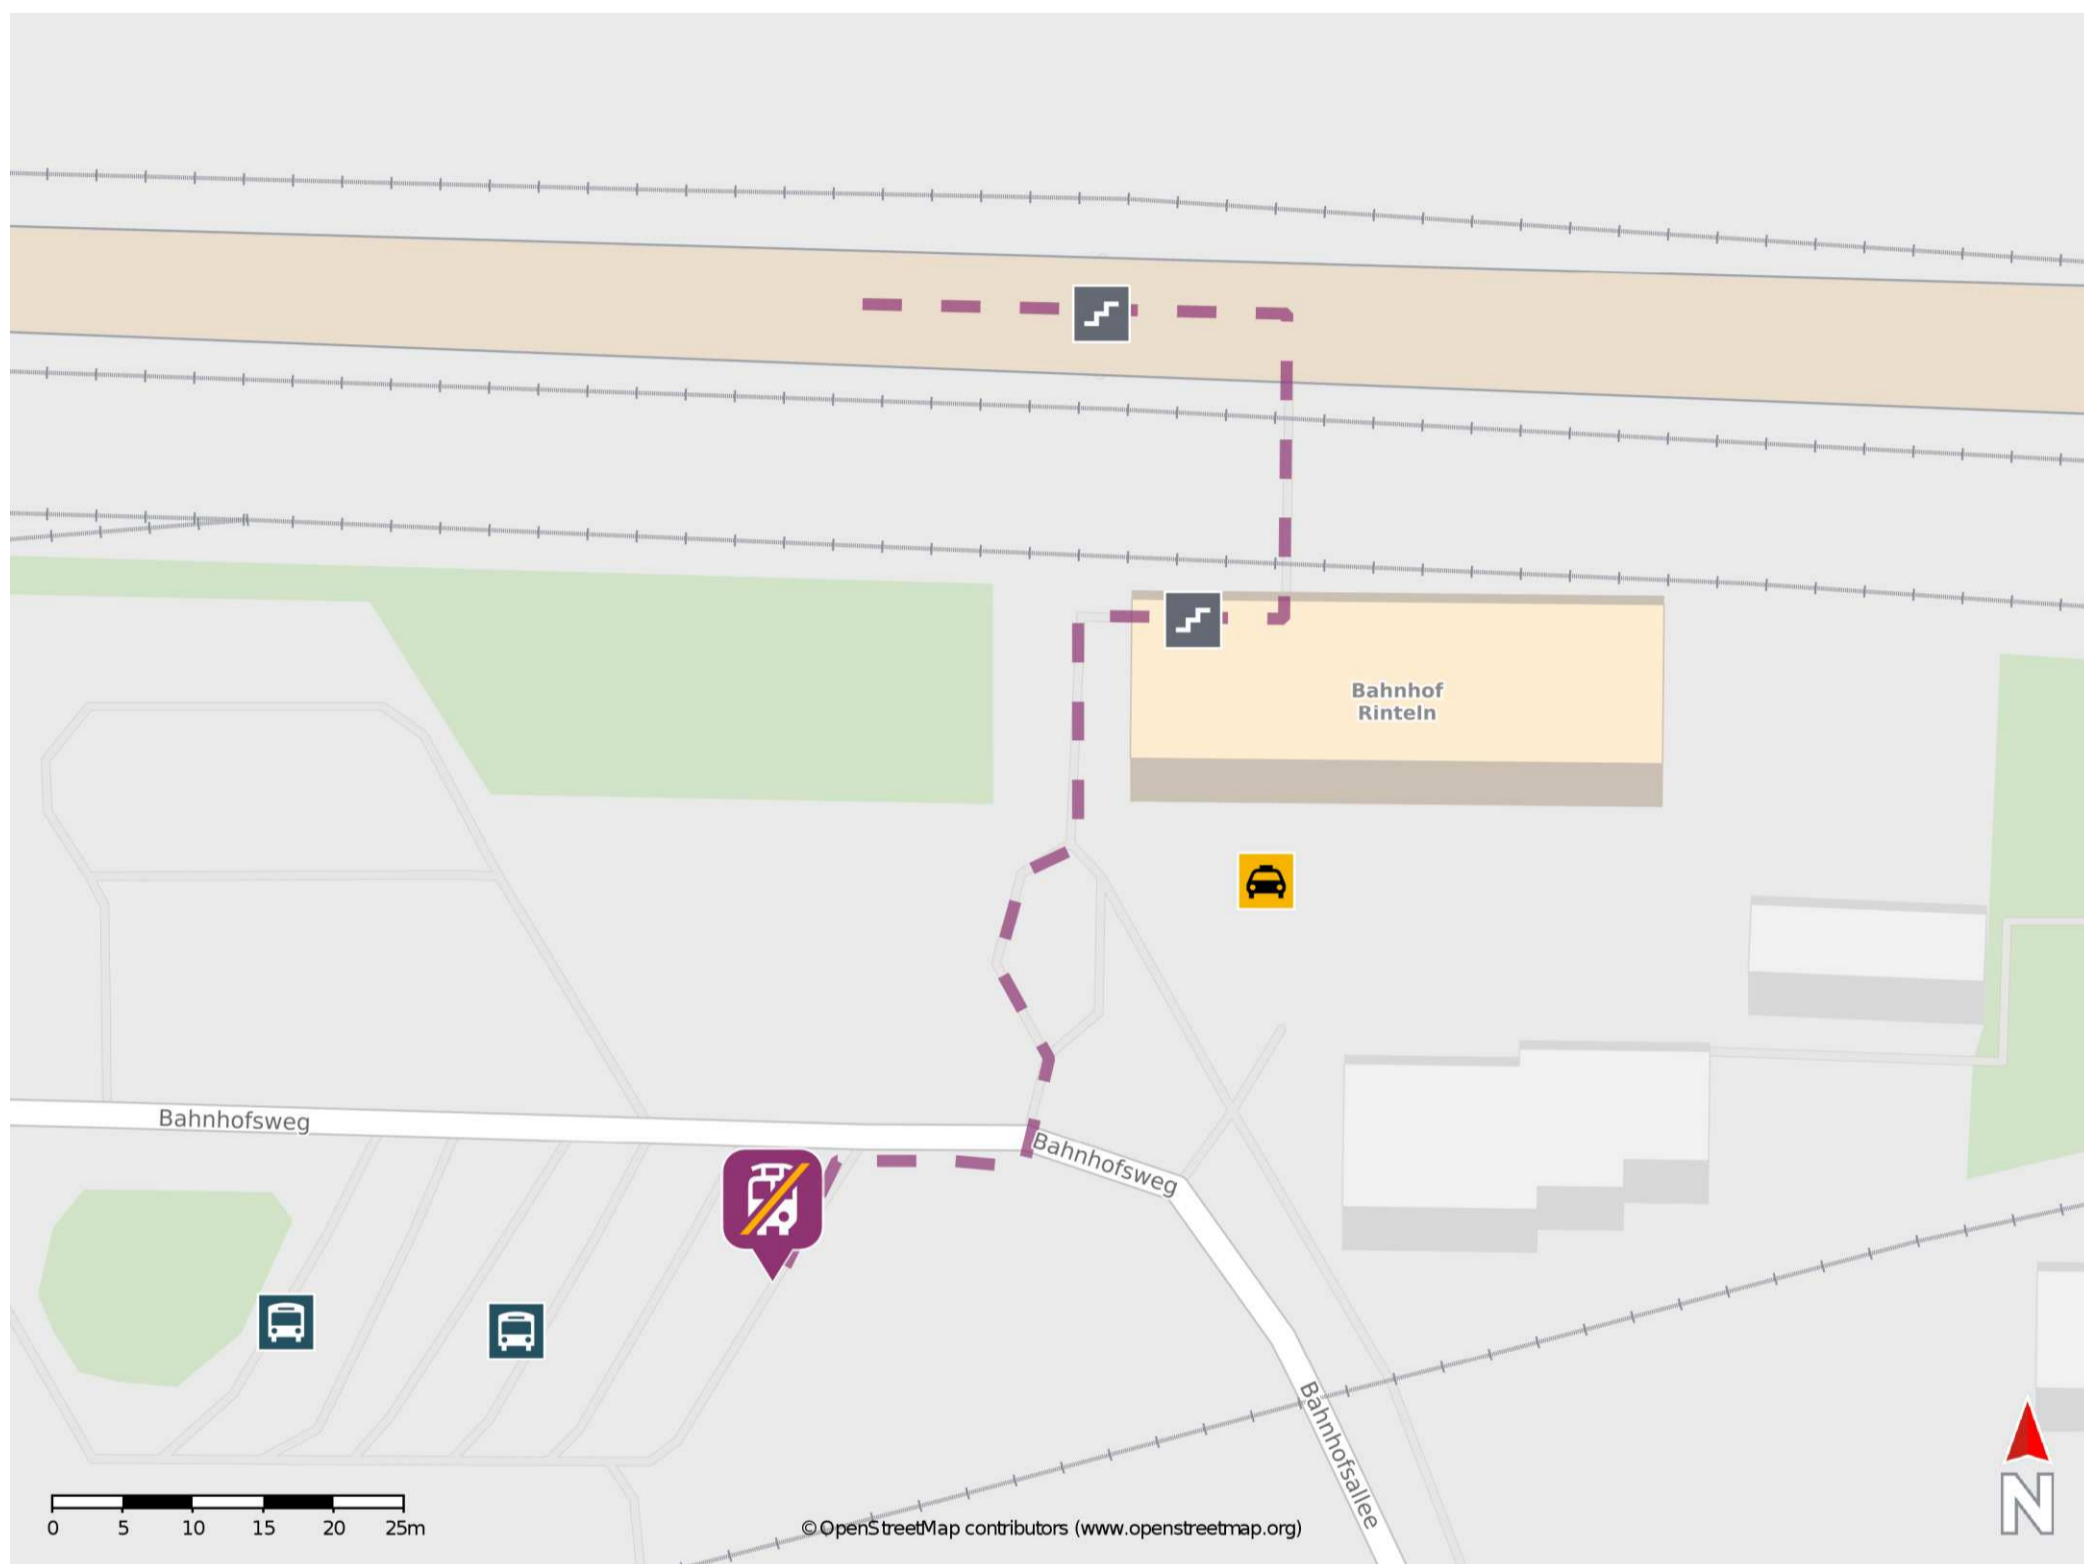 Bahnhof
Rinteln
Bahnhofsweg
Bahnhofsweg
Bahnhofsallee
0 5 10 15 20 25m
© OpenStreetMap contributors (www.openstreetmap.org)
N